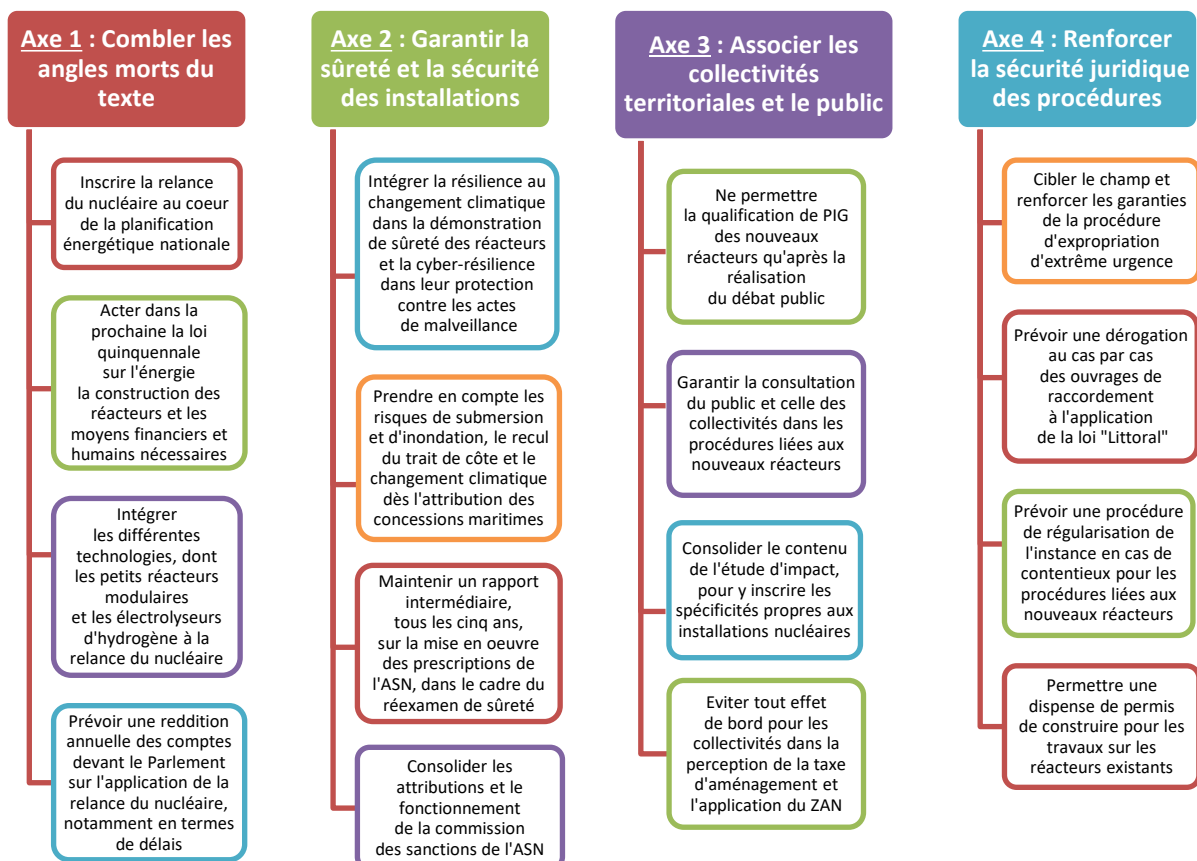 Axe 1 : Combler les
angles morts du
texte
Inscrire la relance
du nucléaire au coeur
de la planification
énergétique nationale
Acter dans la
prochaine la loi
quinquennale
sur l'énergie
la construction des
réacteurs et les
moyens financiers et
humains nécessaires
Intégrer
les différentes
technologies, dont
les petits réacteurs
modulaires
et les électrolyseurs
d'hydrogène à la
relance du nucléaire
Prévoir une reddition
annuelle des comptes
devant le Parlement
sur l'application de la
relance du nucléaire,
notamment en termes
de délais
Axe 2 : Garantir la
sûreté et la sécurité
des installations
Intégrer la résilience au
changement climatique
dans la démonstration
de sûreté des réacteurs
et la cyber-résilience
dans leur protection
contre les actes
de malveillance
Prendre en compte les
risques de submersion
et d'inondation, le recul
du trait de côte et le
changement climatique
dès l'attribution des
concessions maritimes
Maintenir un rapport
intermédiaire,
tous les cinq ans,
sur la mise en oeuvre
des prescriptions de
l'ASN, dans le cadre du
réexamen de sûreté
Consolider les
attributions et le
fonctionnement
de la commission
des sanctions de l'ASN
Axe 3 : Associer les
collectivités
territoriales et le public
Ne permettre
la qualification de PIG
des nouveaux
réacteurs qu'après la
réalisation
du débat public
Garantir la consultation
du public et celle des
collectivités dans les
procédures liées aux
nouveaux réacteurs
Consolider le contenu
de l'étude d'impact,
pour y inscrire les
spécificités propres aux
installations nucléaires
Eviter tout effet
de bord pour les
collectivités dans la
perception de la taxe
d'aménagement et
l'application du ZAN
Axe 4 : Renforcer
la sécurité juridique
des procédures
Cibler le champ et
renforcer les garanties
de la procédure
d'expropriation
d'extrême urgence
Prévoir une dérogation
au cas par cas
des ouvrages de
raccordement
à l'application
de la loi "Littoral"
Prévoir une procédure
de régularisation de
l'instance en cas de
contentieux pour les
procédures liées aux
nouveaux réacteurs
Permettre une
dispense de permis
de construire pour les
travaux sur les
réacteurs existants